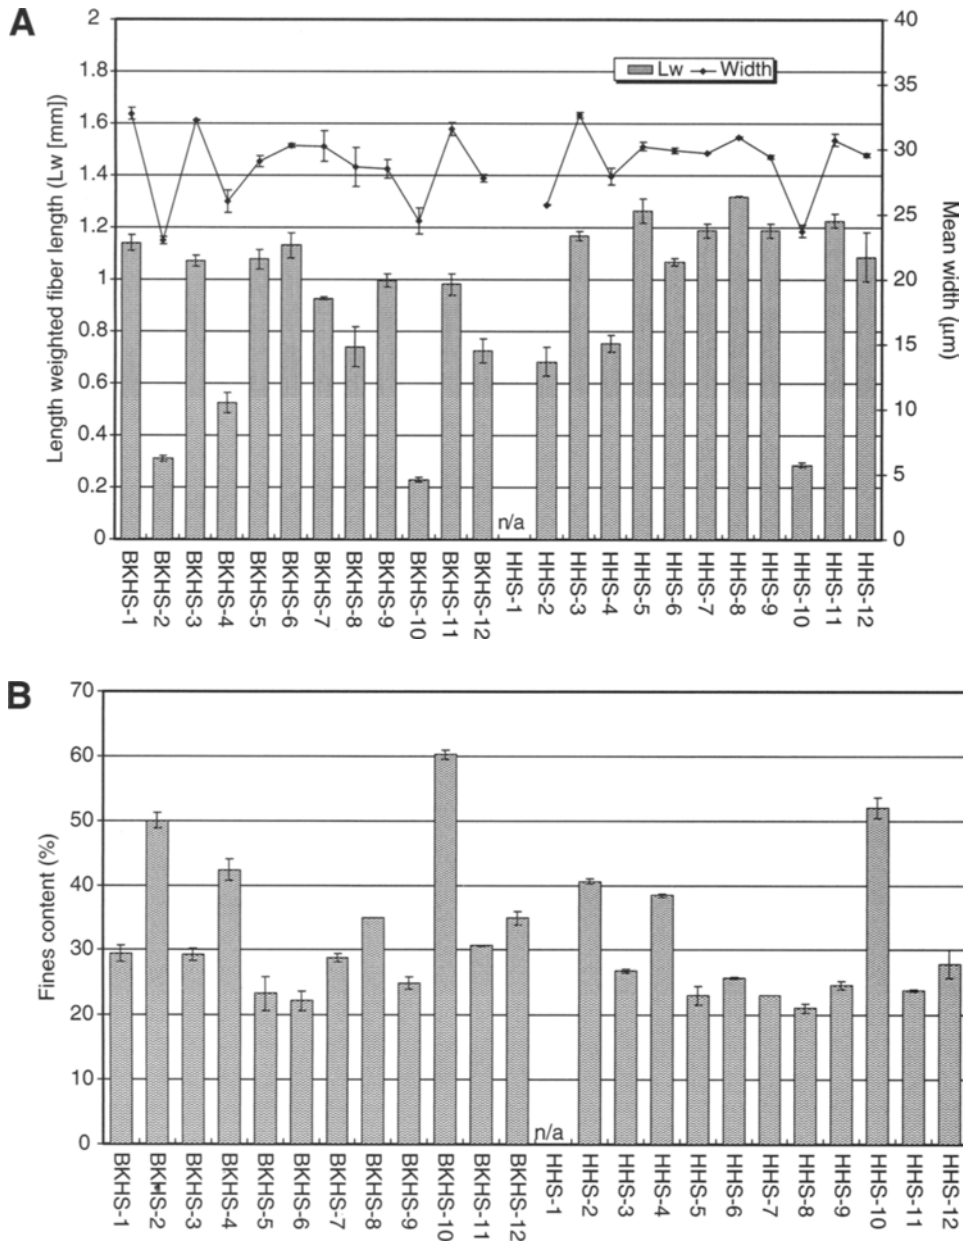 A
Length weighted fiber length (Lw [mm])
2
1.8
1.6
1.4
1.2
1
0.8
0.6
0.4
0.2
0
Lw Width
40
35
30
25
20
15
10
5
0
Mean width (µm)
n/a
BKHS-1
BKHS-2
BKHS-3
BKHS-4
BKHS-5
BKHS-6
BKHS-7
BKHS-8
BKHS-9
BKHS-10
BKHS-11
BKHS-12
HHS-1
HHS-2
HHS-3
HHS-4
HHS-5
HHS-6
HHS-7
HHS-8
HHS-9
HHS-10
HHS-11
HHS-12
B
Fines content (%)
70
60
50
40
30
20
10
0
n/a
BKHS-1
BKHS-2
BKHS-3
BKHS-4
BKHS-5
BKHS-6
BKHS-7
BKHS-8
BKHS-9
BKHS-10
BKHS-11
BKHS-12
HHS-1
HHS-2
HHS-3
HHS-4
HHS-5
HHS-6
HHS-7
HHS-8
HHS-9
HHS-10
HHS-11
HHS-12